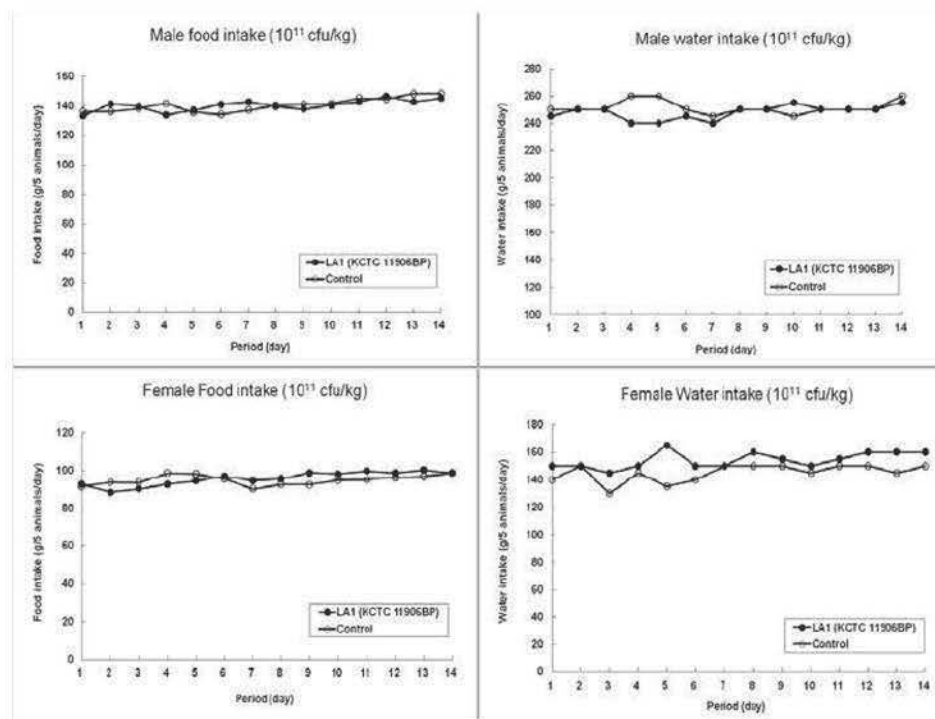 Male food intake (10¹¹ cfu/kg)
Food intake (g/5 animals/day)
160
140
120
100
80
60
40
20
0
LA1 (KCTC 11906BP)
Control
1 2 3 4 5 6 7 8 9 10 11 12 13 14
Period (day)
Male water intake (10¹¹ cfu/kg)
Water intake (g/5 animals/day)
280
260
240
220
200
180
160
140
120
100
LA1 (KCTC 11906BP)
Control
1 2 3 4 5 6 7 8 9 10 11 12 13 14
Period (day)
Female Food intake (10¹¹ cfu/kg)
Food intake (g/5 animals/day)
120
100
80
60
40
20
0
LA1 (KCTC 11906BP)
Control
1 2 3 4 5 6 7 8 9 10 11 12 13 14
Period (day)
Female Water intake (10¹¹ cfu/kg)
Water intake (g/5 animals/day)
180
160
140
120
100
80
60
40
20
0
LA1 (KCTC 11906BP)
Control
1 2 3 4 5 6 7 8 9 10 11 12 13 14
Period (day)